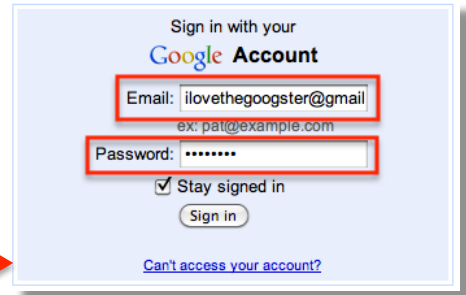 Sign in with your
Google Account
Email: ilovethegoogster@gmail
ex: pat@example.com
Password: ••••••••
Stay signed in
Sign in
Can't access your account?